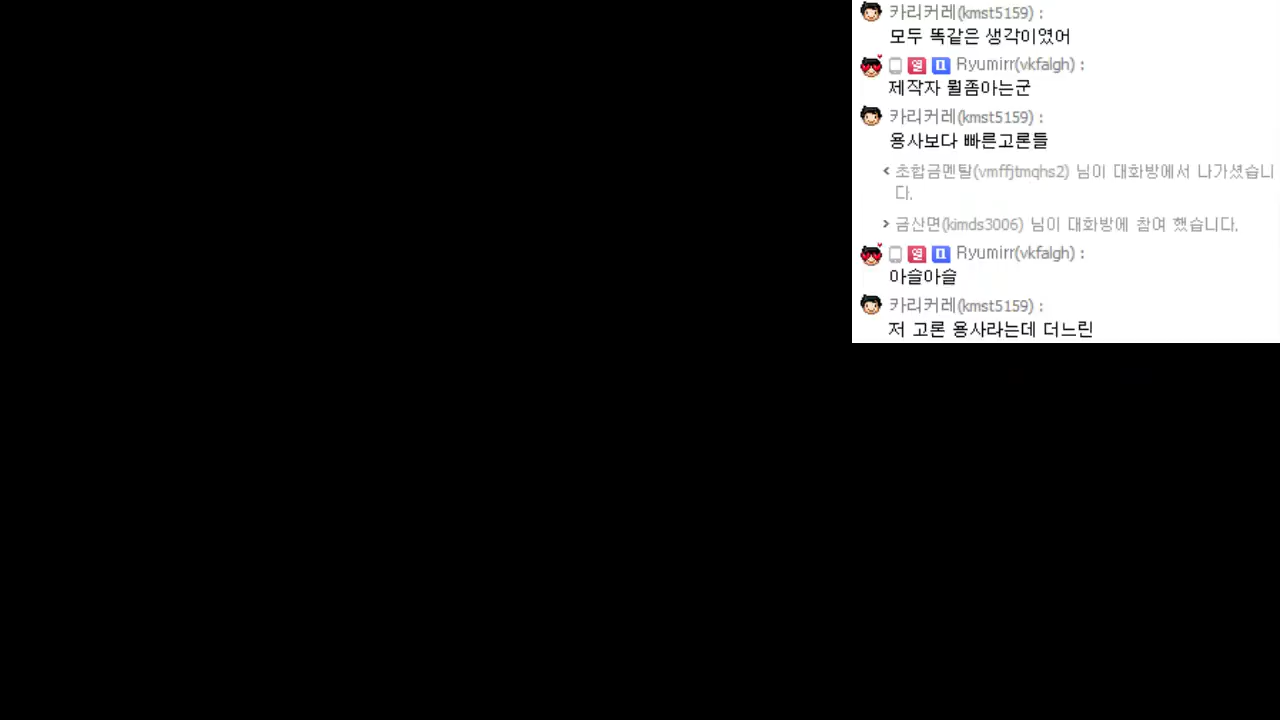 카리커레(kmst5159) :
모두 똑같은 생각이였어
열 Ryumirr(vkfalgh) :
제작자 뭘좀아는군
카리커레(kmst5159) :
용사보다 빠른고론들
초합금멘탈(vmffjtmqhs2) 님이 대화방에서 나가셨습니
다.
금산면(kimds3006) 님이 대화방에 참여 했습니다.
열 Ryumirr(vkfalgh) :
아슬아슬
카리커레(kmst5159) :
저 고론 용사라는데 더느린